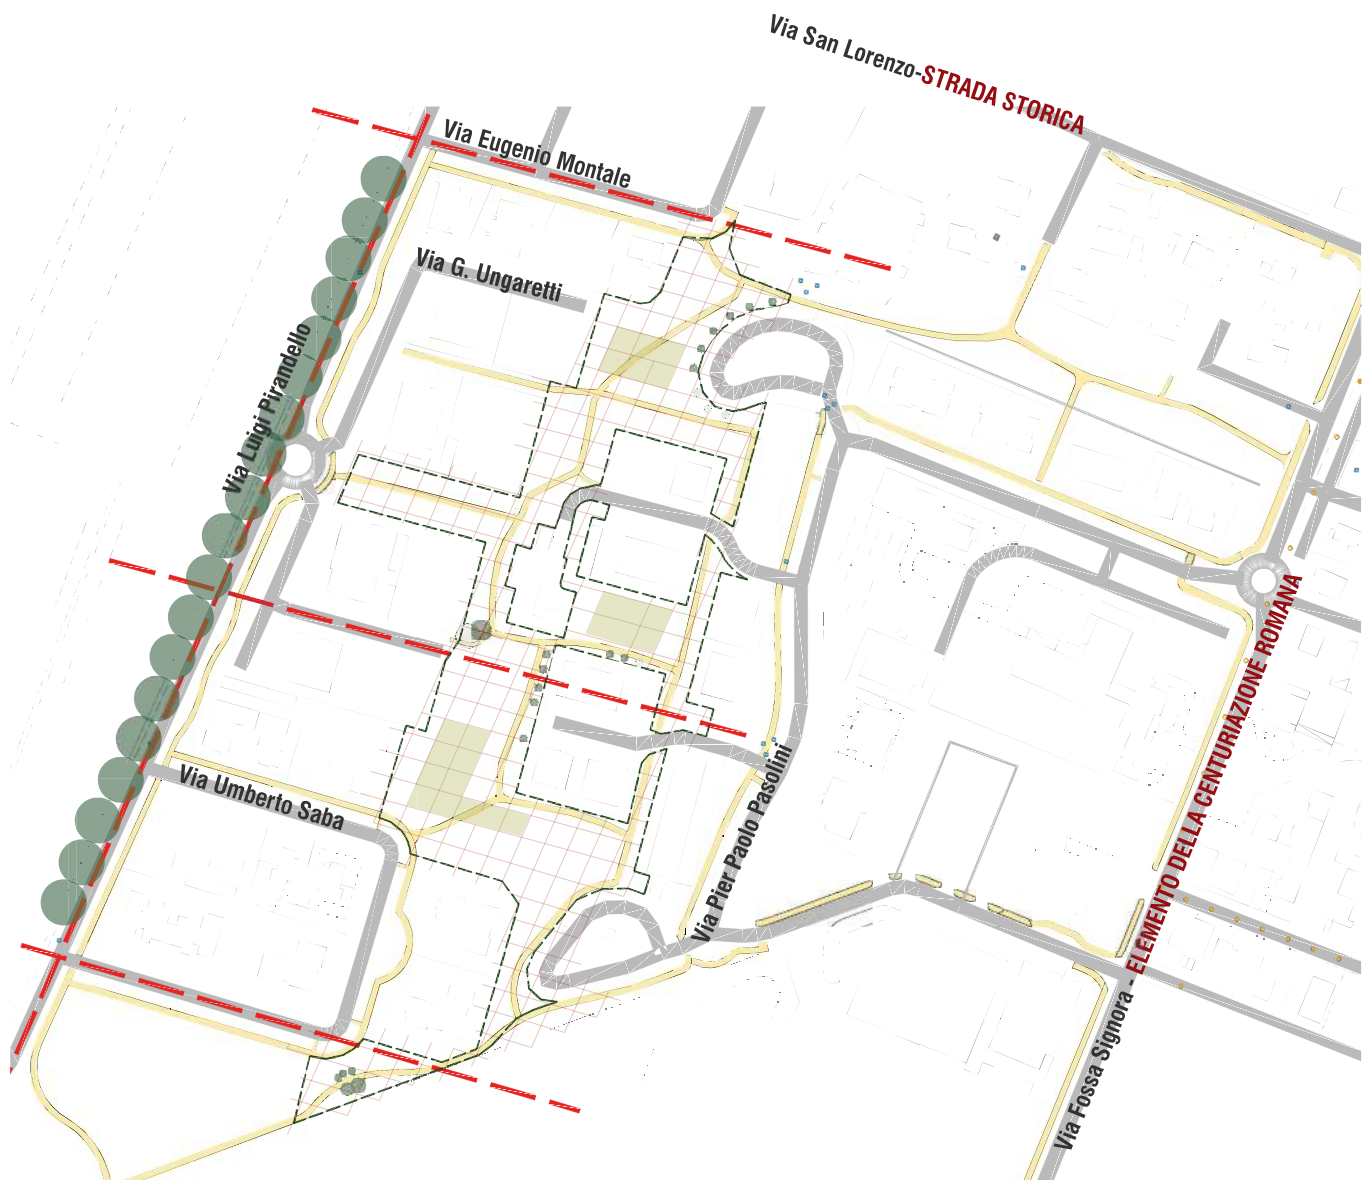 Via San Lorenzo-STRADA STORICA
Via Eugenio Montale
Via G. Ungaretti
Via Luigi Pirandello
Via Umberto Saba
Via Pier Paolo Pasolini
Via Fossa Signora - ELEMENTO DELLA CENTURIAZIONE ROMANA